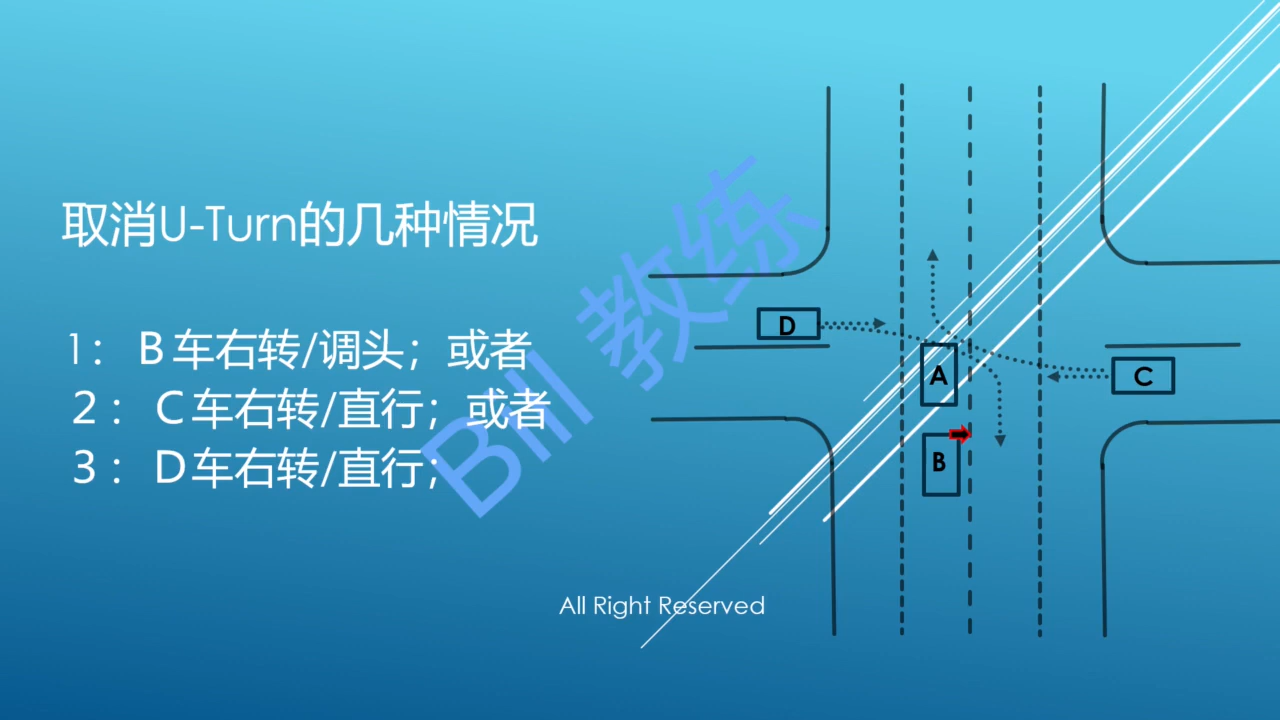 取消U-Turn的几种情况
1： B 车右转/调头；或者
2： C 车右转/直行；或者
3： D 车右转/直行；
Bill 教练
D
A
C
B
All Right Reserved